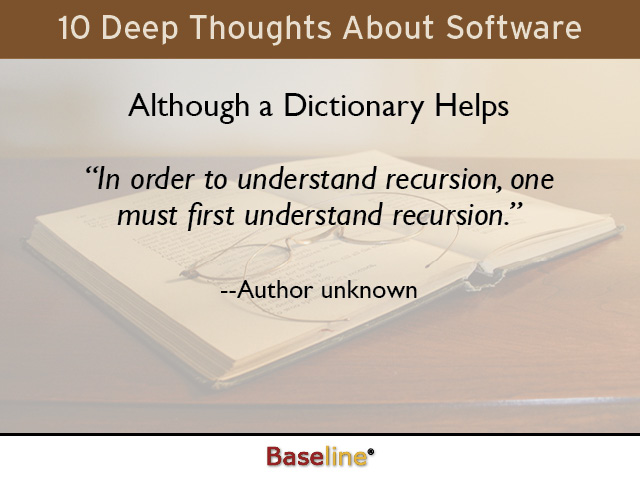 10 Deep Thoughts About Software
Although a Dictionary Helps
“In order to understand recursion, one
must first understand recursion.”
--Author unknown
Baseline®